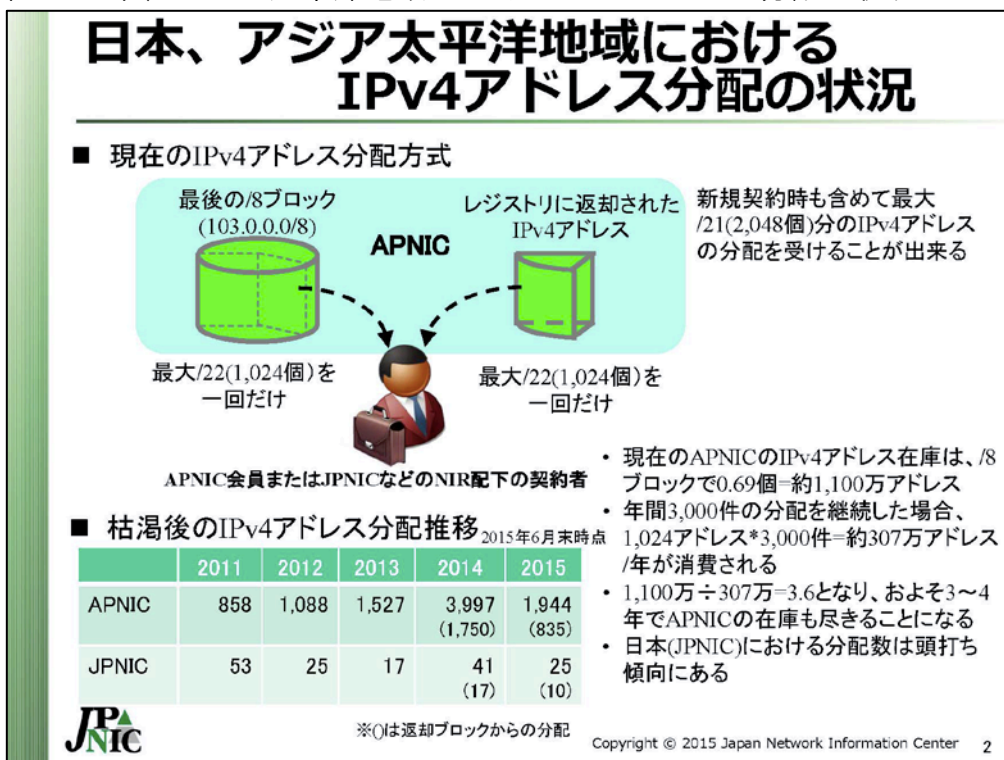 日本、アジア太平洋地域における
IPv4アドレス分配の状況
■ 現在のIPv4アドレス分配方式
最後の/8ブロック
(103.0.0.0/8)
APNIC
レジストリに返却された
IPv4アドレス
新規契約時も含めて最大
/21(2,048個)分のIPv4アドレス
の分配を受けることが出来る
最大/22(1,024個)を
一回だけ
最大/22(1,024個)を
一回だけ
APNIC会員またはJPNICなどのNIR配下の契約者
■ 枯渇後のIPv4アドレス分配推移 2015年6月末時点
2011 2012 2013 2014 2015
APNIC 858 1,088 1,527 3,997 1,944
(1,750) (835)
JPNIC 53 25 17 41 25
(17) (10)
※()は返却ブロックからの分配
• 現在のAPNICのIPv4アドレス在庫は、/8
ブロックで0.69個=約1,100万アドレス
• 年間3,000件の分配を継続した場合、
1,024アドレス*3,000件=約307万アドレス
/年が消費される
• 1,100万÷307万=3.6となり、およそ3～4
年でAPNICの在庫も尽きることになる
• 日本(JPNIC)における分配数は頭打ち
傾向にある
JPNIC
Copyright © 2015 Japan Network Information Center 2